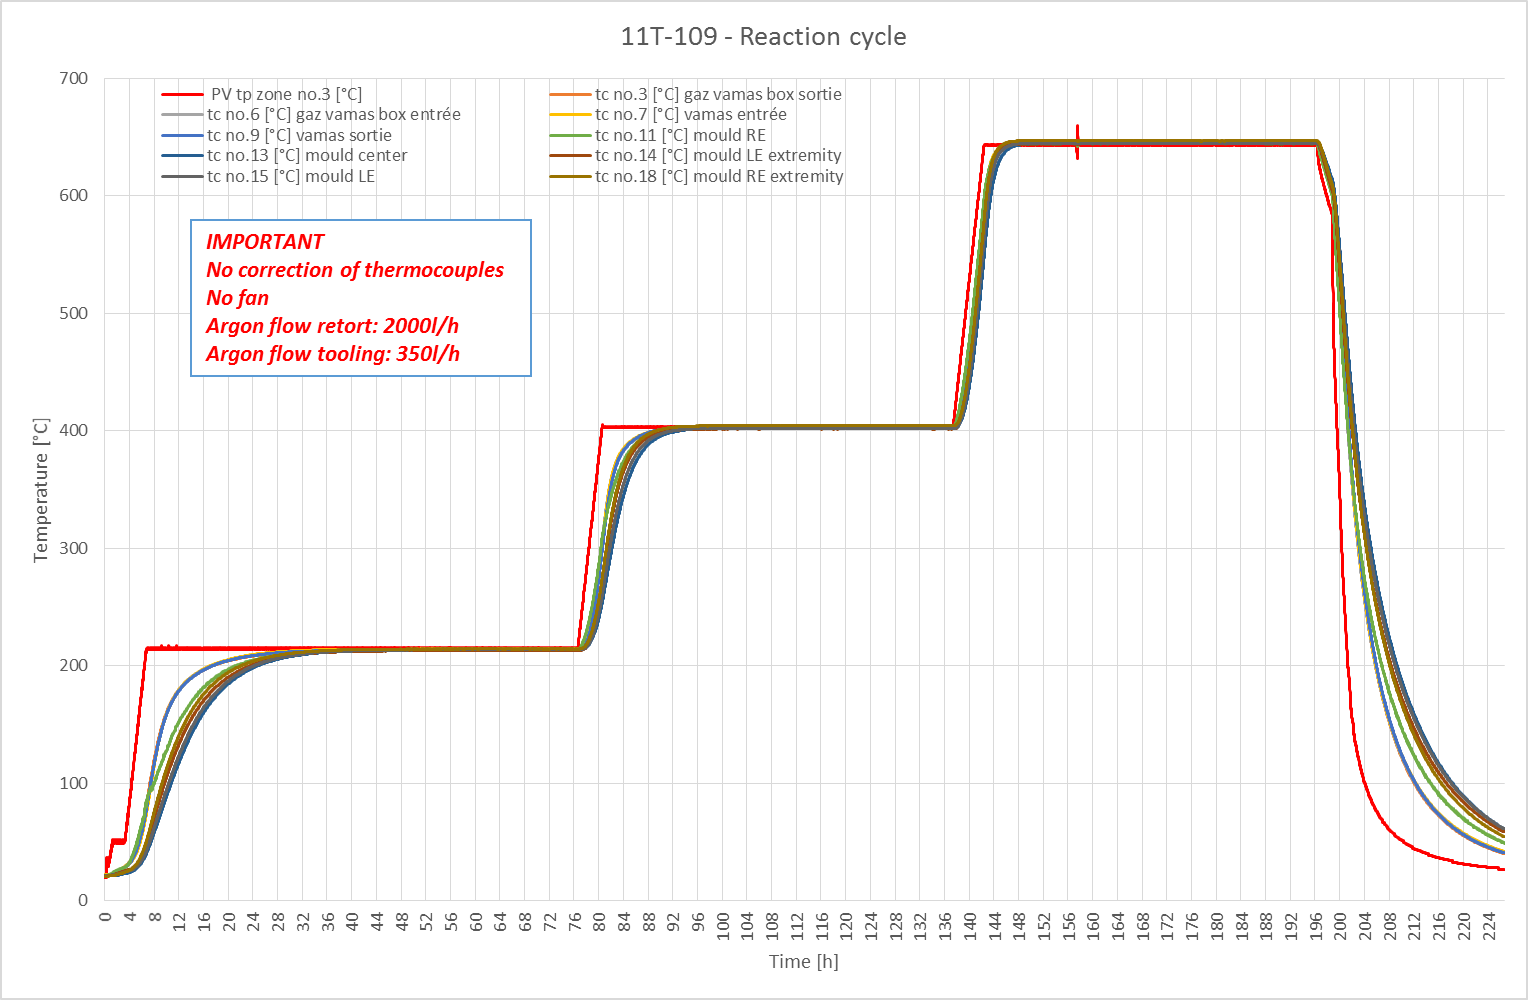 11T-109 - Reaction cycle
PV tp zone no.3 [°C]
tc no.3 [°C] gaz vamas box sortie
tc no.6 [°C] gaz vamas box entrée
tc no.7 [°C] vamas entrée
tc no.9 [°C] vamas sortie
tc no.11 [°C] mould RE
tc no.13 [°C] mould center
tc no.14 [°C] mould LE extremity
tc no.15 [°C] mould LE
tc no.18 [°C] mould RE extremity
IMPORTANT
No correction of thermocouples
No fan
Argon flow retort: 2000l/h
Argon flow tooling: 350l/h
Temperature [°C]
700
600
500
400
300
200
100
0
0 4 8 12 16 20 24 28 32 36 40 44 48 52 56 60 64 68 72 76 80 84 88 92 96 100 104 108 112 116 120 124 128 132 136 140 144 148 152 156 160 164 168 172 176 180 184 188 192 196 200 204 208 212 216 220 224
Time [h]